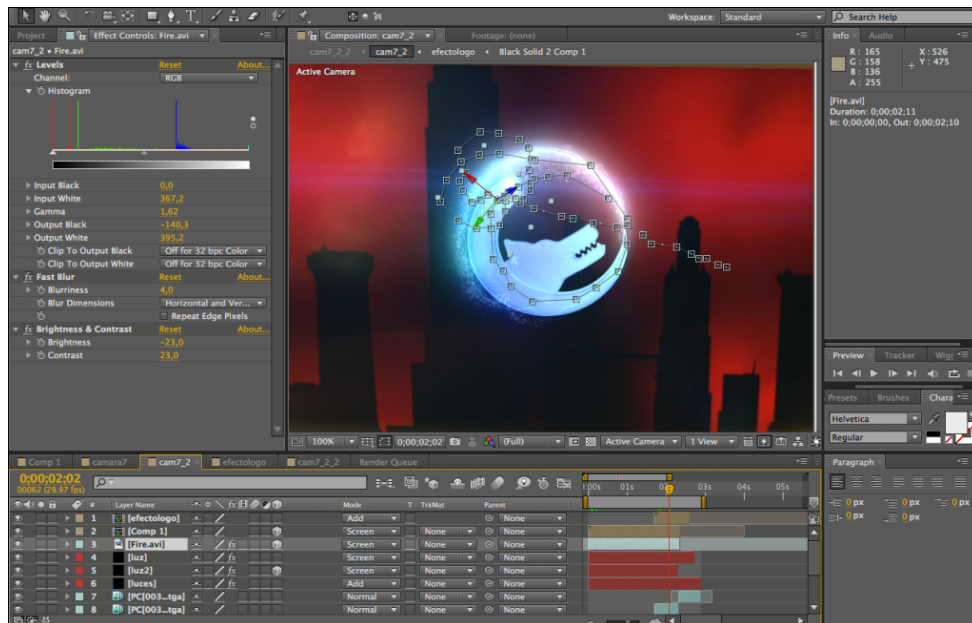 Workspace: Standard
Search Help
Project
Effect Controls: Fire.avi
Composition: cam7_2
Footage: (none)
Info
Audio
cam7_2 • Fire.avi
cam7_2_2
cam7_2
efectologo
Black Solid 2 Comp 1
R : 165
G : 158
B : 136
A : 255
X : 526
Y : 475
fx Levels Reset About...
Channel: RGB
Histogram
Active Camera
[Fire.avi]
Duration: 0;00;02;11
In: 0;00;00;00, Out: 0;00;02;10
Input Black 0,0
Input White 367,2
Gamma 1,62
Output Black -140,3
Output White 395,2
Clip To Output Black Off for 32 bpc Color
Clip To Output White Off for 32 bpc Color
fx Fast Blur Reset About...
Blurriness 4,0
Blur Dimensions Horizontal and Ver...
Repeat Edge Pixels
fx Brightness & Contrast Reset About...
Brightness -23,0
Contrast 23,0
Preview
Tracker
Wig
Presets
Brushes
Chara
Helvetica
Regular
100%
0;00;02;02
(Full)
Active Camera
1 View
Comp 1
camara7
cam7_2
efectologo
cam7_2_2
Render Queue
Paragraph
0;00;02;02
00062 (29.97 fps)
):00s 01s 02s 03s 04s 05s
# Layer Name Mode T TrkMat Parent
1 [efectologo] Add None
2 [Comp 1] Screen None None
3 [Fire.avi] Screen None None
4 [luz] Screen None None
5 [luz2] Screen None None
6 [luces] Add None None
7 [PC[003...tga] Normal None None
8 [PC[003...tga] Normal None None
0 px 0 px 0 px
0 px 0 px